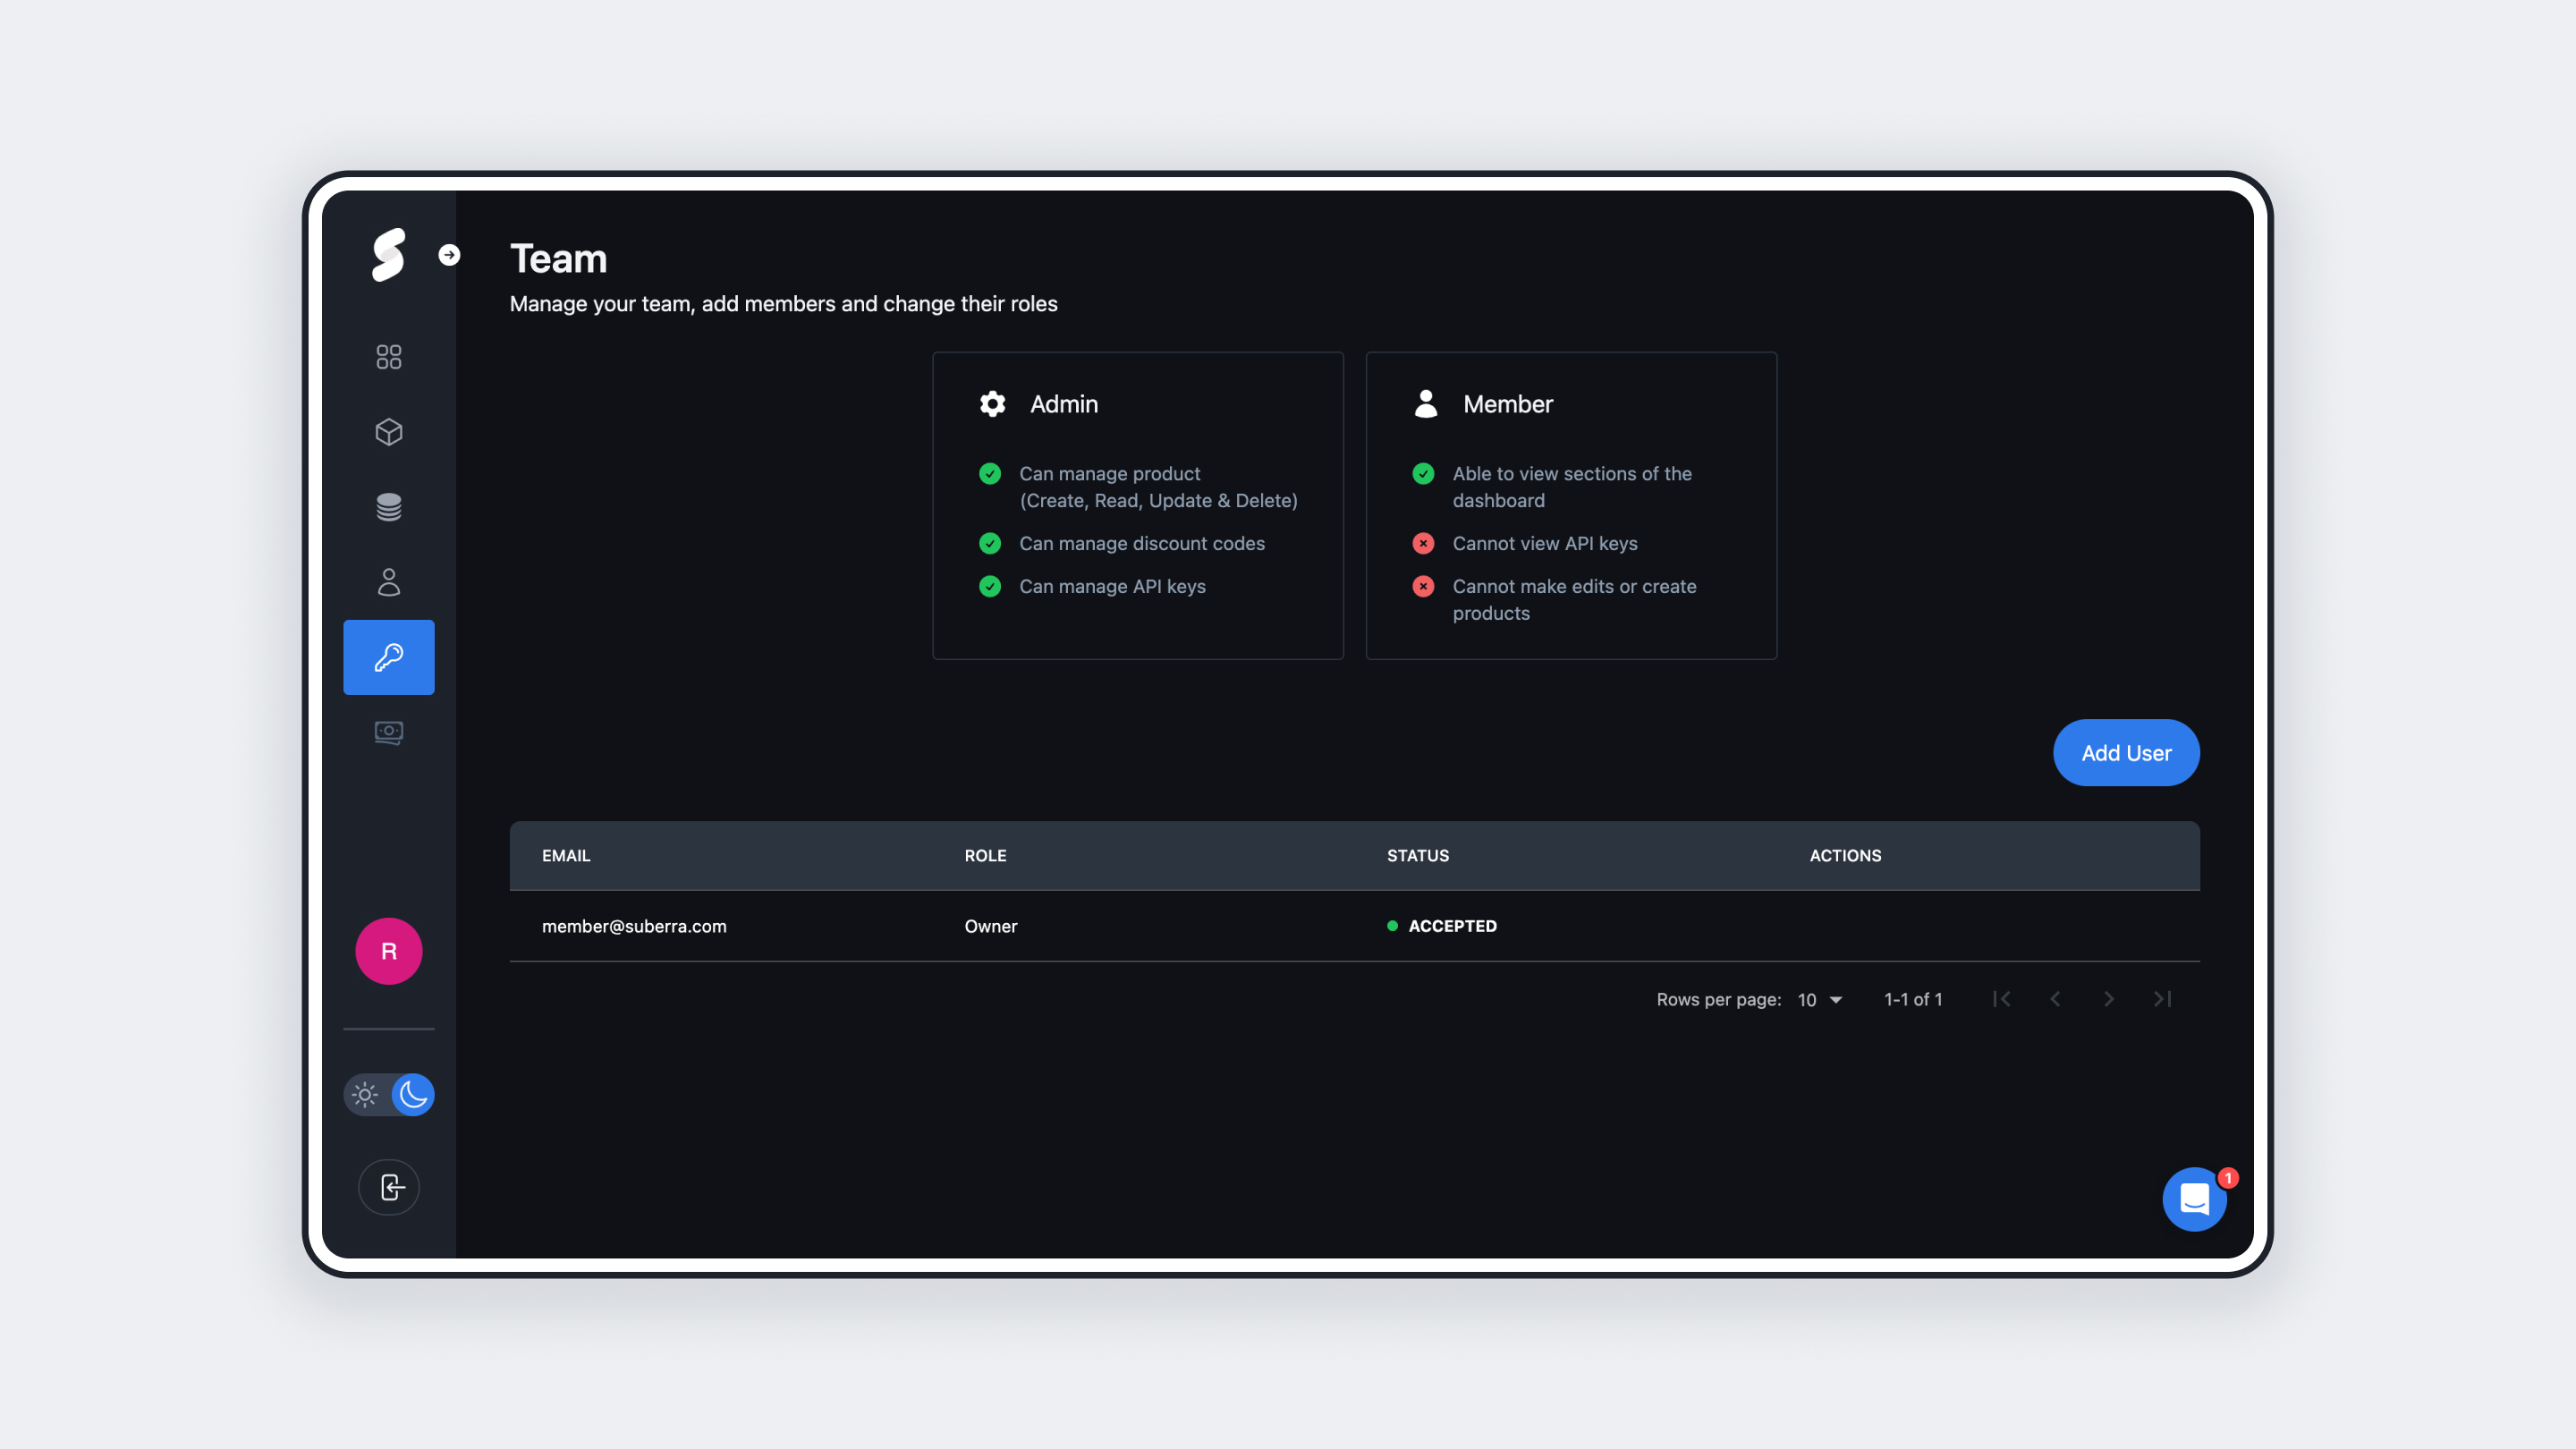 Team
Manage your team, add members and change their roles
Admin
Can manage product
(Create, Read, Update & Delete)
Can manage discount codes
Can manage API keys
Member
Able to view sections of the
dashboard
Cannot view API keys
Cannot make edits or create
products
Add User
EMAIL ROLE STATUS ACTIONS
member@suberra.com Owner ACCEPTED
Rows per page: 10 1-1 of 1
R
1